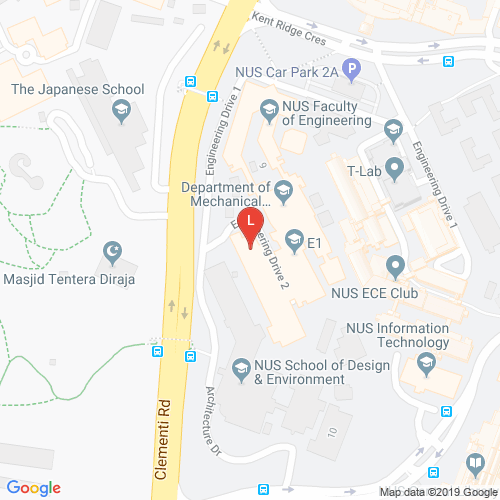 Kent Ridge Cres
NUS Car Park 2A
P
The Japanese School
Engineering Drive 1
NUS Faculty
of Engineering
6
T-Lab
Engineering Drive 1
Department of
Mechanical...
L
Engineering Drive 2
E1
Masjid Tentera Diraja
NUS ECE Club
NUS Information
Technology
NUS School of Design
& Environment
Architecture Dr
Clementi Rd
10
Google
Map data ©2019 Google